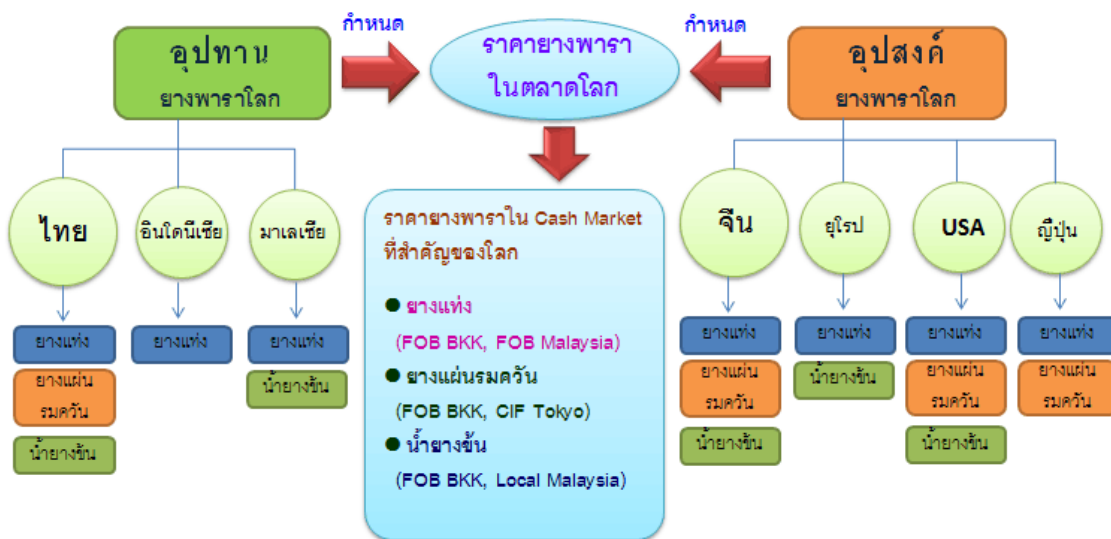 กำหนด
กำหนด
อุปทาน
ยางพาราโลก
ราคายางพารา
ในตลาดโลก
อุปสงค์
ยางพาราโลก
ไทย
อินโดนีเซีย
มาเลเซีย
ยางแท่ง
ยางแผ่น
รมควัน
น้ำยางข้น
ยางแท่ง
ยางแท่ง
น้ำยางข้น
ราคายางพาราใน Cash Market
ที่สำคัญของโลก
● ยางแท่ง
(FOB BKK, FOB Malaysia)
● ยางแผ่นรมควัน
(FOB BKK, CIF Tokyo)
● น้ำยางข้น
(FOB BKK, Local Malaysia)
จีน
ยุโรป
USA
ญี่ปุ่น
ยางแท่ง
ยางแผ่น
รมควัน
น้ำยางข้น
ยางแท่ง
น้ำยางข้น
ยางแท่ง
ยางแผ่น
รมควัน
น้ำยางข้น
ยางแท่ง
ยางแผ่น
รมควัน